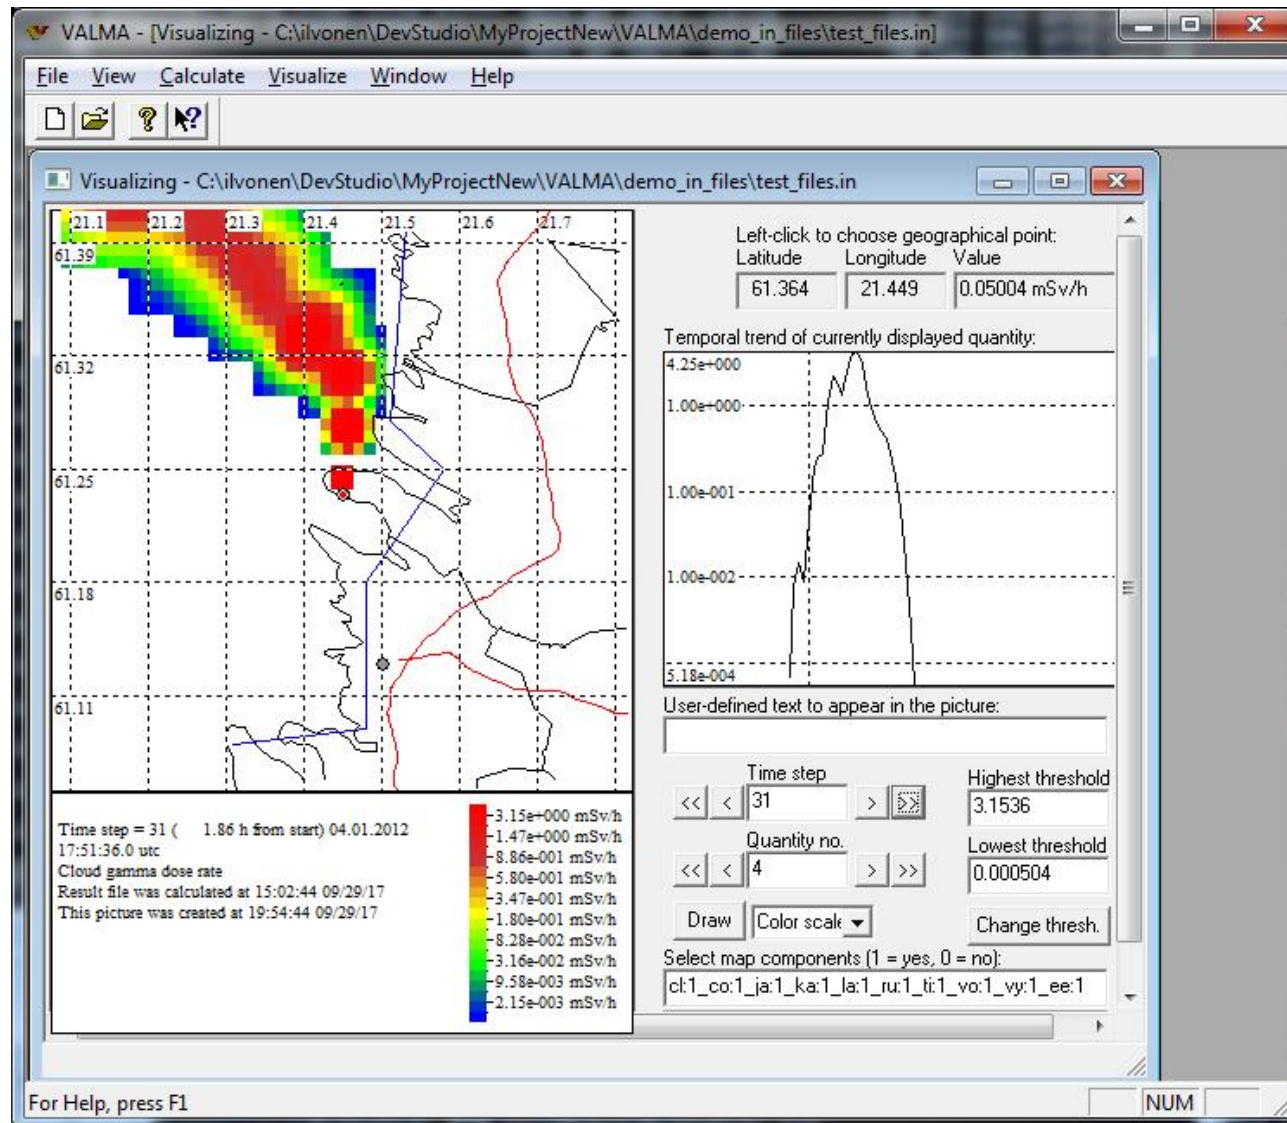 VALMA - [Visualizing - C:\ilvonen\DevStudio\MyProjectNew\VALMA\demo_in_files\test_files.in]
File View Calculate Visualize Window Help
Visualizing - C:\ilvonen\DevStudio\MyProjectNew\VALMA\demo_in_files\test_files.in
21.1 21.2 21.3 21.4 21.5 21.6 21.7
61.39
61.32
61.25
61.18
61.11
Time step = 31 ( 1.86 h from start) 04.01.2012
17:51:36.0 utc
Cloud gamma dose rate
Result file was calculated at 15:02:44 09/29/17
This picture was created at 19:54:44 09/29/17
3.15e+000 mSv/h
1.47e+000 mSv/h
8.86e-001 mSv/h
5.80e-001 mSv/h
3.47e-001 mSv/h
1.80e-001 mSv/h
8.28e-002 mSv/h
3.16e-002 mSv/h
9.58e-003 mSv/h
2.15e-003 mSv/h
Left-click to choose geographical point:
Latitude Longitude Value
61.364 21.449 0.05004 mSv/h
Temporal trend of currently displayed quantity:
4.25e+000
1.00e+000
1.00e-001
1.00e-002
5.18e-004
User-defined text to appear in the picture:
Time step Highest threshold
<< < 31 > >> 3.1536
Quantity no. Lowest threshold
<< < 4 > >> 0.000504
Draw Color scale Change thresh.
Select map components (1 = yes, 0 = no):
cl:1_co:1_ja:1_ka:1_la:1_ru:1_ti:1_vo:1_vy:1_ee:1
For Help, press F1 NUM